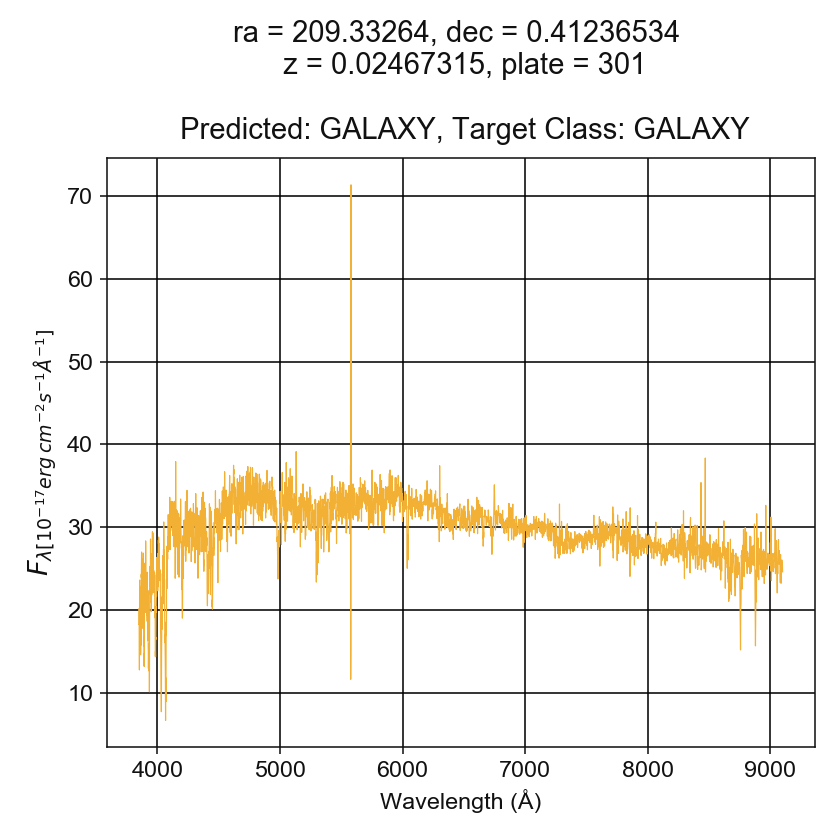 ra = 209.33264, dec = 0.41236534
z = 0.02467315, plate = 301
Predicted: GALAXY, Target Class: GALAXY
70
60
50
40
30
20
10
Fλ[10⁻¹⁷erg cm⁻²s⁻¹Å⁻¹]
4000 5000 6000 7000 8000 9000
Wavelength (Å)